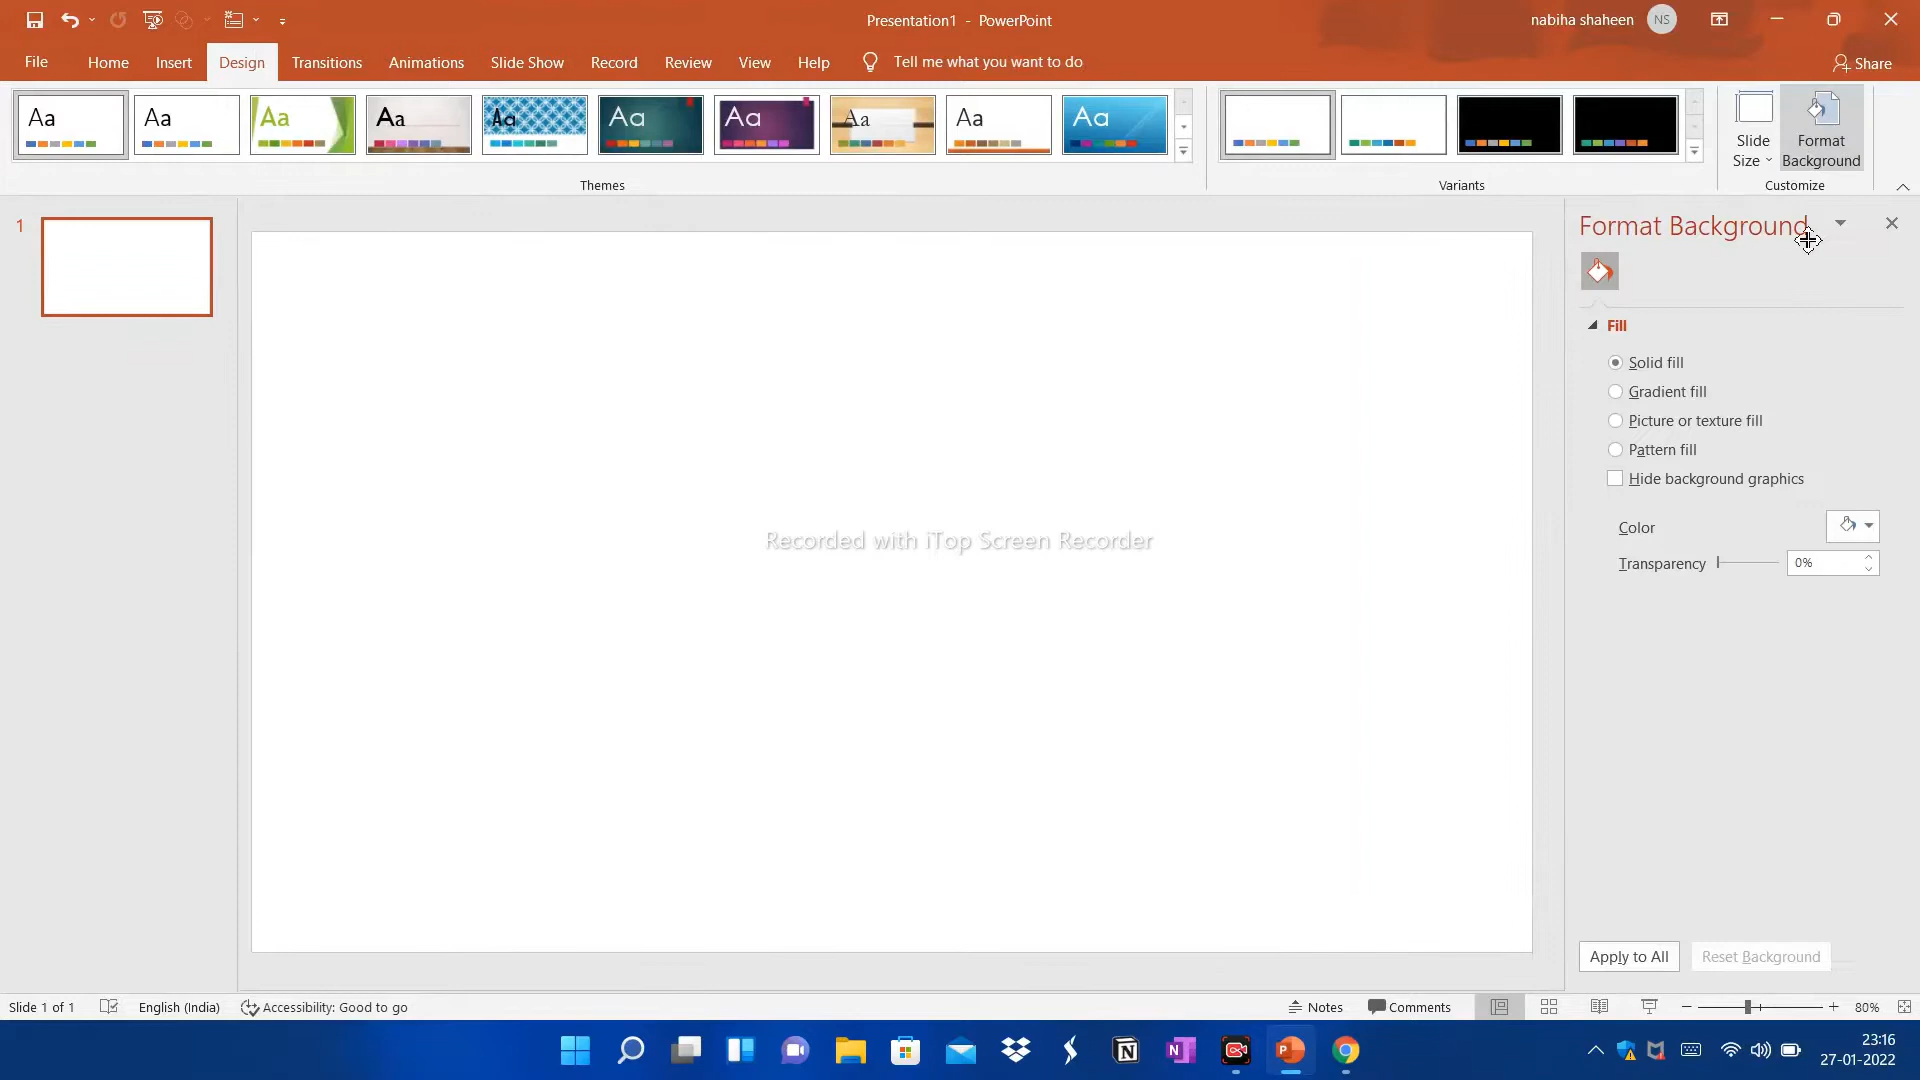 Presentation1 - PowerPoint
nabiha shaheen
NS
File
Home
Insert
Design
Transitions
Animations
Slide Show
Record
Review
View
Help
Tell me what you want to do
Share
Aa
Aa
Aa
Aa
Aa
Aa
Aa
Aa
Aa
Aa
Slide
Size
Format
Background
Themes
Variants
Customize
1
Format Background
Fill
Solid fill
Gradient fill
Picture or texture fill
Pattern fill
Hide background graphics
Color
Transparency
0%
Recorded with iTop Screen Recorder
Apply to All
Reset Background
Slide 1 of 1
English (India)
Accessibility: Good to go
Notes
Comments
80%
23:16
27-01-2022